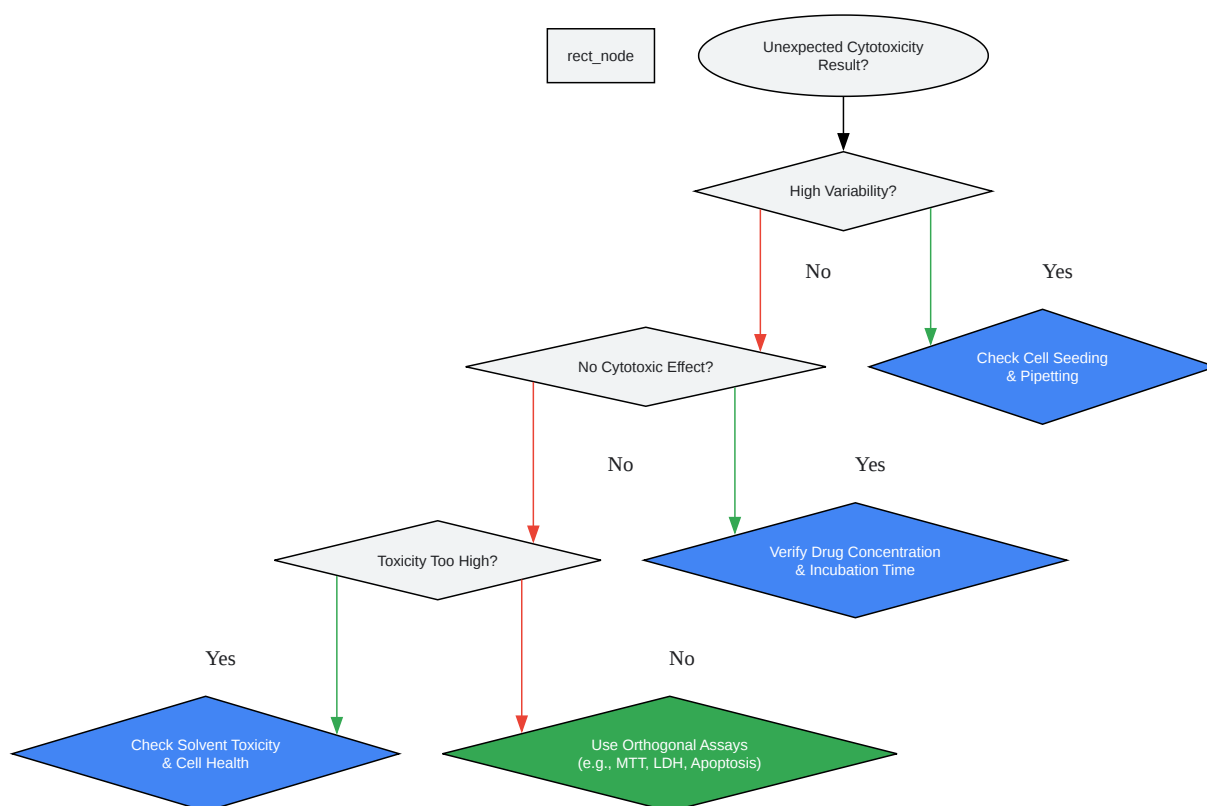 rect_node
Unexpected Cytotoxicity
Result?
High Variability?
No
Yes
No Cytotoxic Effect?
Check Cell Seeding
& Pipetting
No
Yes
Toxicity Too High?
Verify Drug Concentration
& Incubation Time
Yes
No
Check Solvent Toxicity
& Cell Health
Use Orthogonal Assays
(e.g., MTT, LDH, Apoptosis)